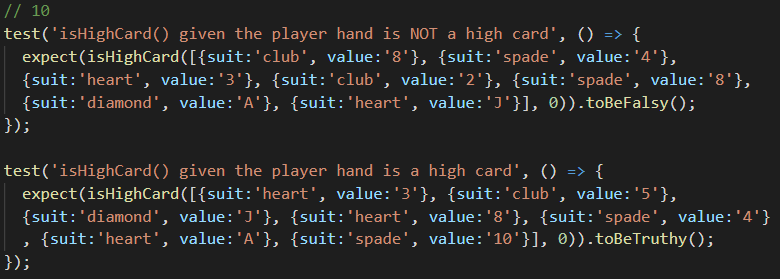 // 10
test('isHighCard() given the player hand is NOT a high card', () => {
expect(isHighCard([{suit:'club', value:'8'}, {suit:'spade', value:'4'},
{suit:'heart', value:'3'}, {suit:'club', value:'2'}, {suit:'spade', value:'8'},
{suit:'diamond', value:'A'}, {suit:'heart', value:'J'}], 0)).toBeFalsy();
});
test('isHighCard() given the player hand is a high card', () => {
expect(isHighCard([{suit:'heart', value:'3'}, {suit:'club', value:'5'},
{suit:'diamond', value:'J'}, {suit:'heart', value:'8'}, {suit:'spade', value:'4'}
, {suit:'heart', value:'A'}, {suit:'spade', value:'10'}], 0)).toBeTruthy();
});